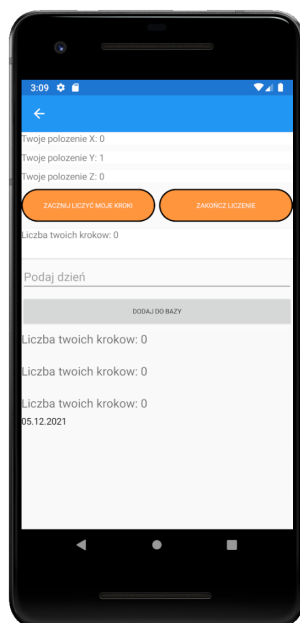 3:09
Twoje polozenie X: 0
Twoje polozenie Y: 1
Twoje polozenie Z: 0
ZACZNIJ LICZYĆ MOJE KROKI ZAKOŃCZ LICZENIE
Liczba twoich krokow: 0
Podaj dzień
DODAJ DO BAZY
Liczba twoich krokow: 0
Liczba twoich krokow: 0
Liczba twoich krokow: 0
05.12.2021